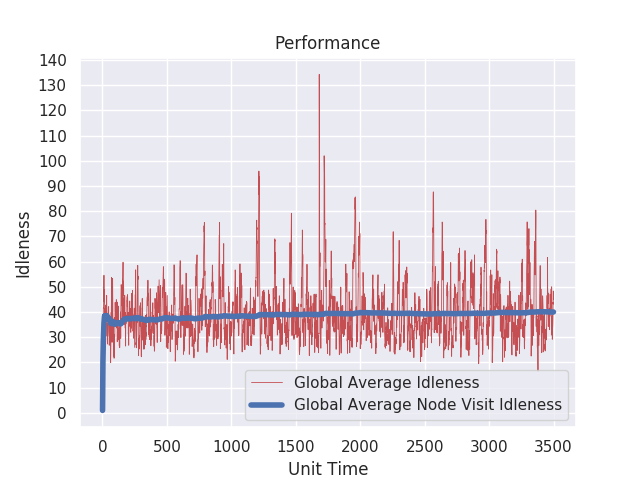 Performance
140
130
120
110
100
90
80
70
60
50
40
30
20
10
0
Idleness
Global Average Idleness
Global Average Node Visit Idleness
0 500 1000 1500 2000 2500 3000 3500
Unit Time